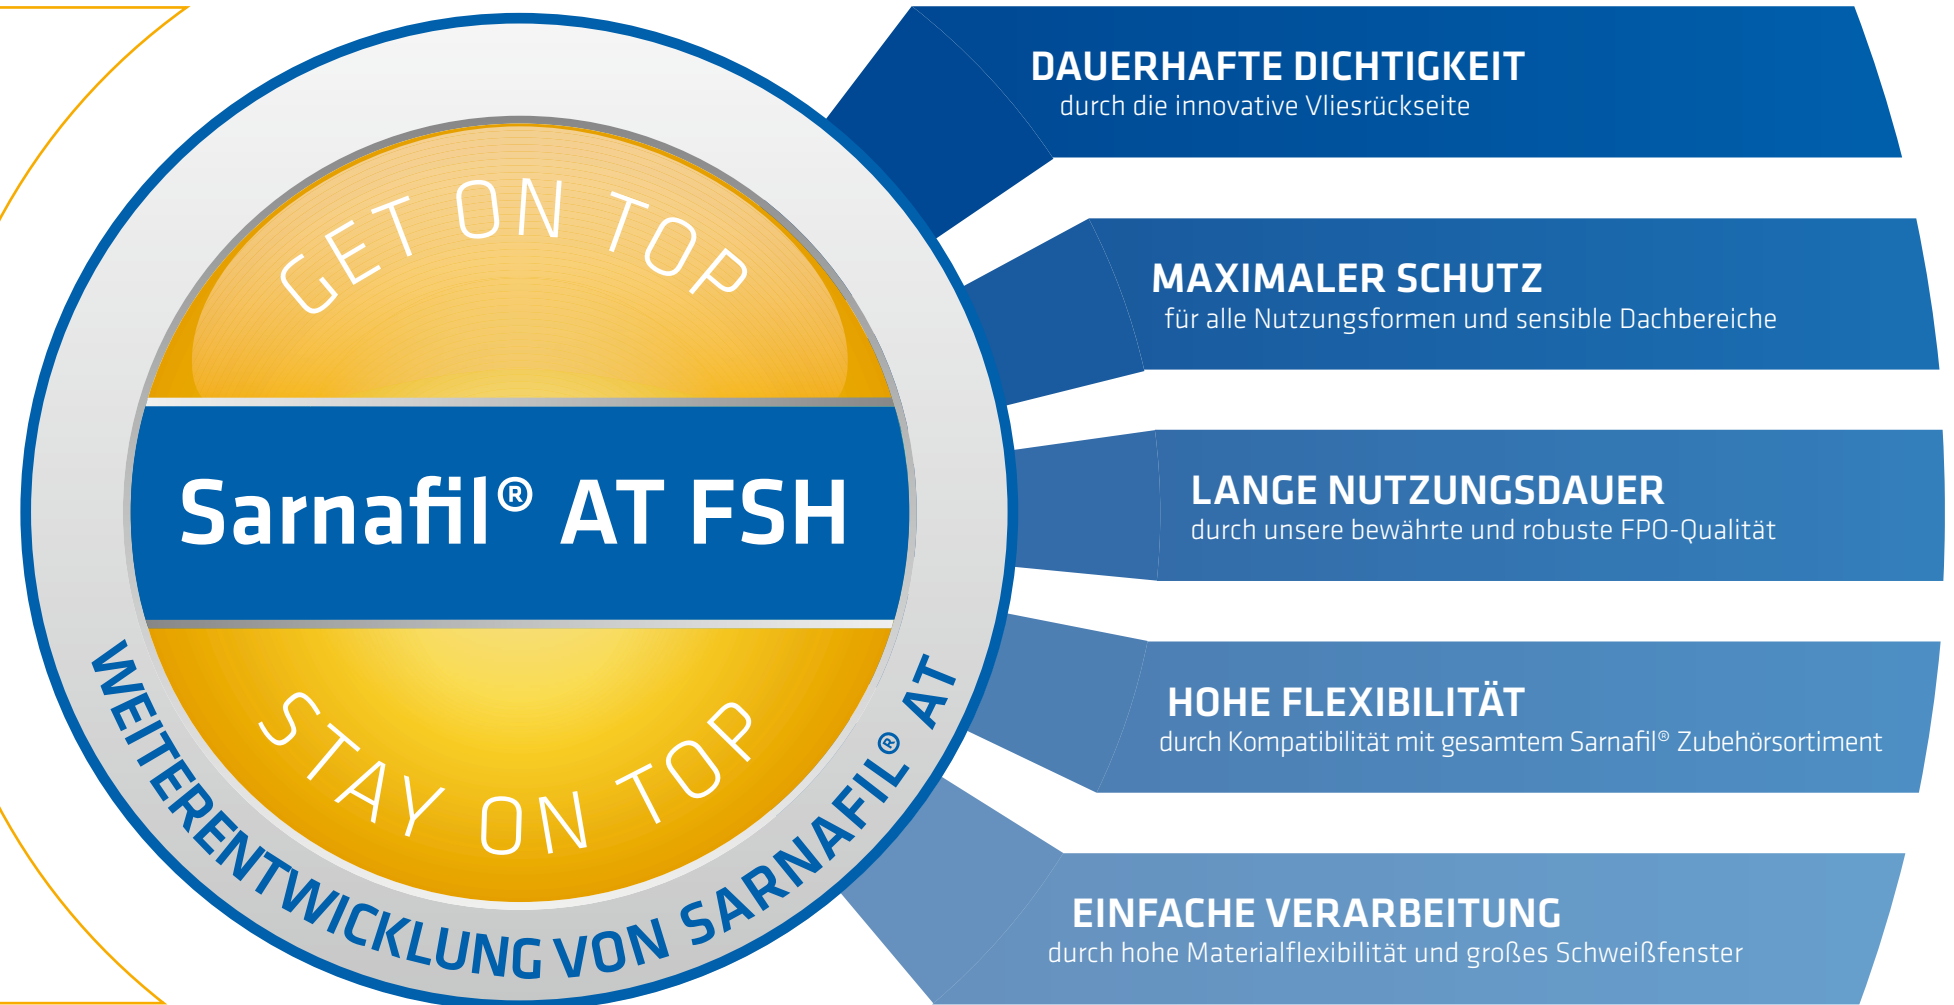 GET ON TOP
Sarnafil® AT FSH
STAY ON TOP
WEITERENTWICKLUNG VON SARNAFIL® AT
DAUERHAFTE DICHTIGKEIT
durch die innovative Vliesrückseite
MAXIMALER SCHUTZ
für alle Nutzungsformen und sensible Dachbereiche
LANGE NUTZUNGSDAUER
durch unsere bewährte und robuste FPO-Qualität
HOHE FLEXIBILITÄT
durch Kompatibilität mit gesamtem Sarnafil® Zubehörsortiment
EINFACHE VERARBEITUNG
durch hohe Materialflexibilität und großes Schweißfenster